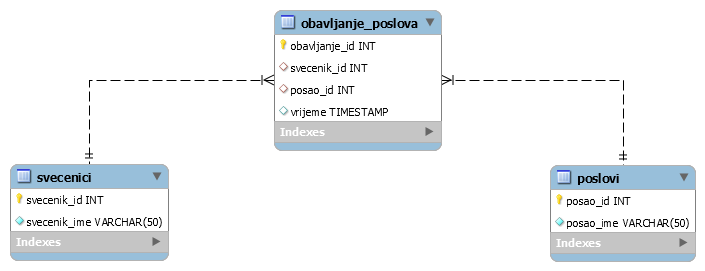 obavljanje_poslova
obavljanje_id INT
svecenik_id INT
posao_id INT
vrijeme TIMESTAMP
Indexes
svecenici
svecenik_id INT
svecenik_ime VARCHAR(50)
Indexes
poslovi
posao_id INT
posao_ime VARCHAR(50)
Indexes